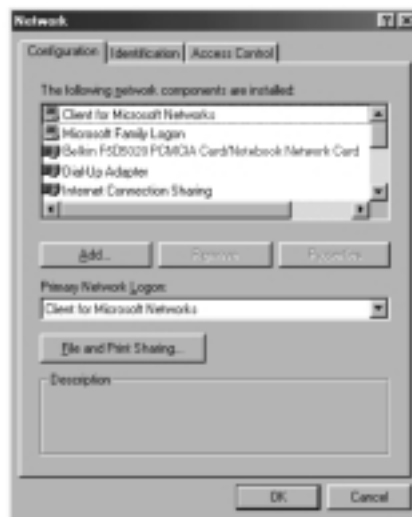 Network
Configuration Identification Access Control
The following network components are installed:
Client for Microsoft Networks
Microsoft Family Logon
Belkin F5D5020 PCMCIA Card/Notebook Network Card
Dial-Up Adapter
Internet Connection Sharing
Add... Remove Properties
Primary Network Logon:
Client for Microsoft Networks
File and Print Sharing...
Description
OK Cancel